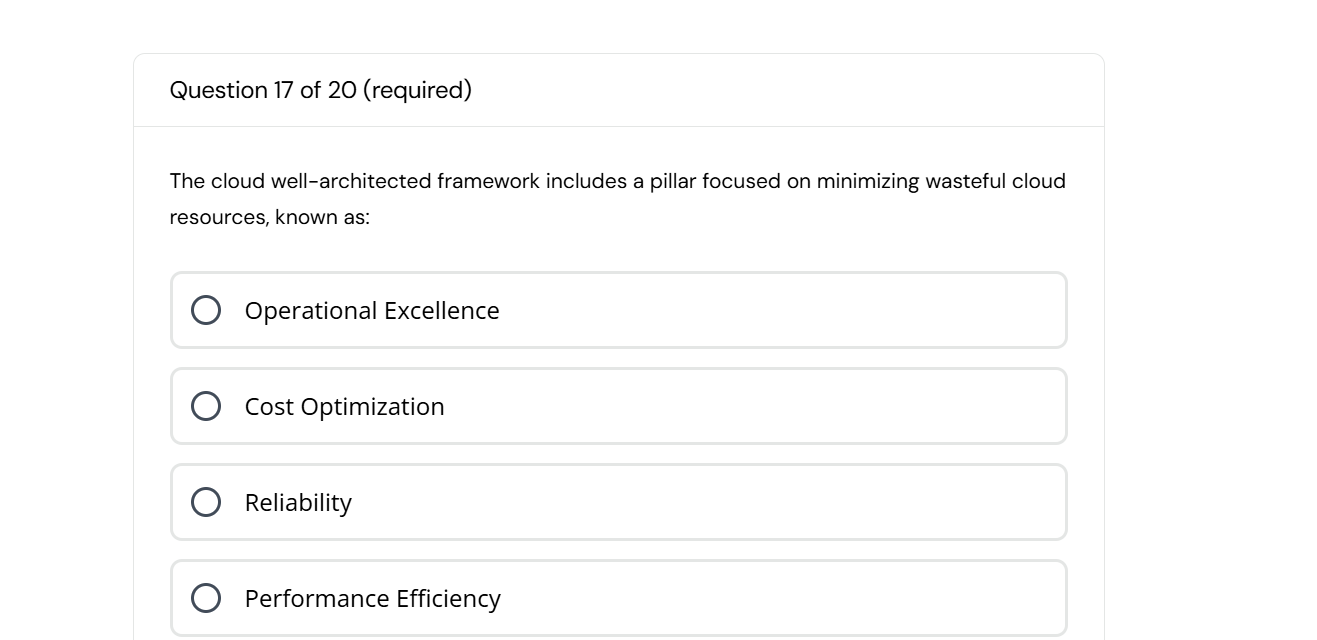 Question 17 of 20 (required)
The cloud well-architected framework includes a pillar focused on minimizing wasteful cloud
resources, known as:
Operational Excellence
Cost Optimization
Reliability
Performance Efficiency